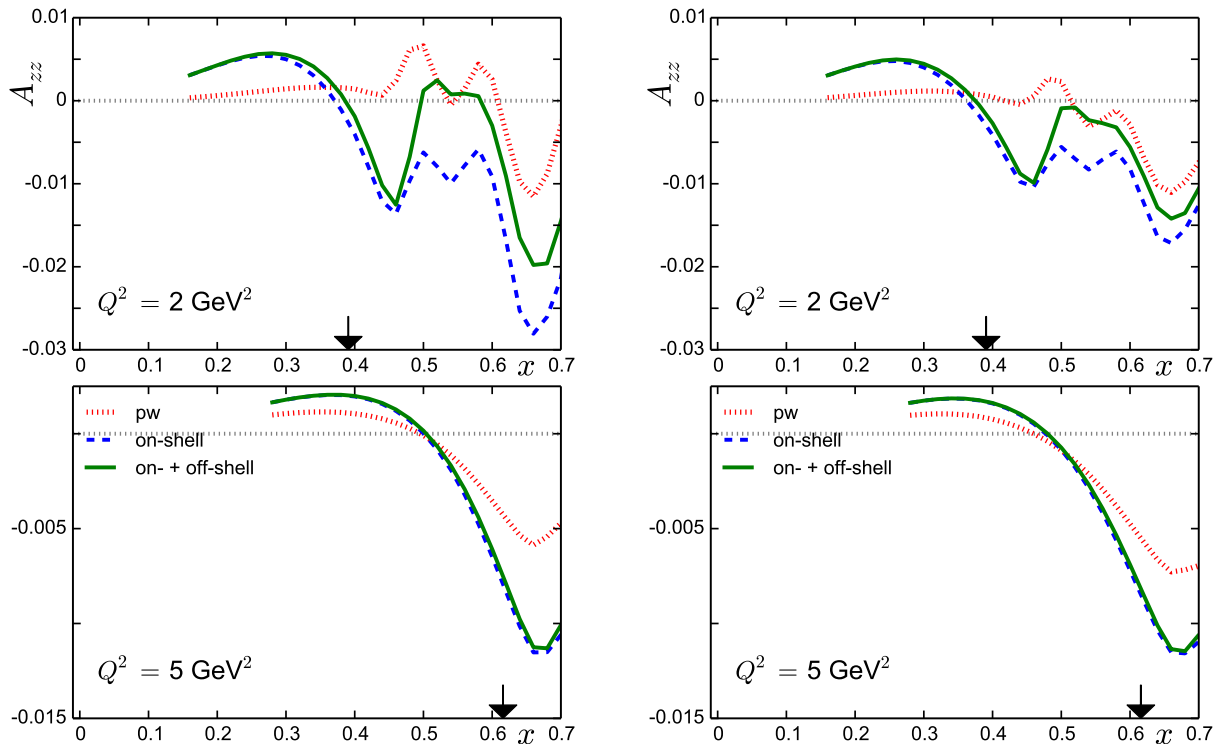 0.01
A_{zz}
0
-0.01
-0.02
-0.03
Q^2 = 2 GeV^2
0 0.1 0.2 0.3 0.4 0.5 0.6 x 0.7
0.01
A_{zz}
0
-0.01
-0.02
-0.03
Q^2 = 2 GeV^2
0 0.1 0.2 0.3 0.4 0.5 0.6 x 0.7
pw
on-shell
on- + off-shell
-0.005
-0.015
Q^2 = 5 GeV^2
0 0.1 0.2 0.3 0.4 0.5 0.6 x 0.7
pw
on-shell
on- + off-shell
-0.005
-0.015
Q^2 = 5 GeV^2
0 0.1 0.2 0.3 0.4 0.5 0.6 x 0.7